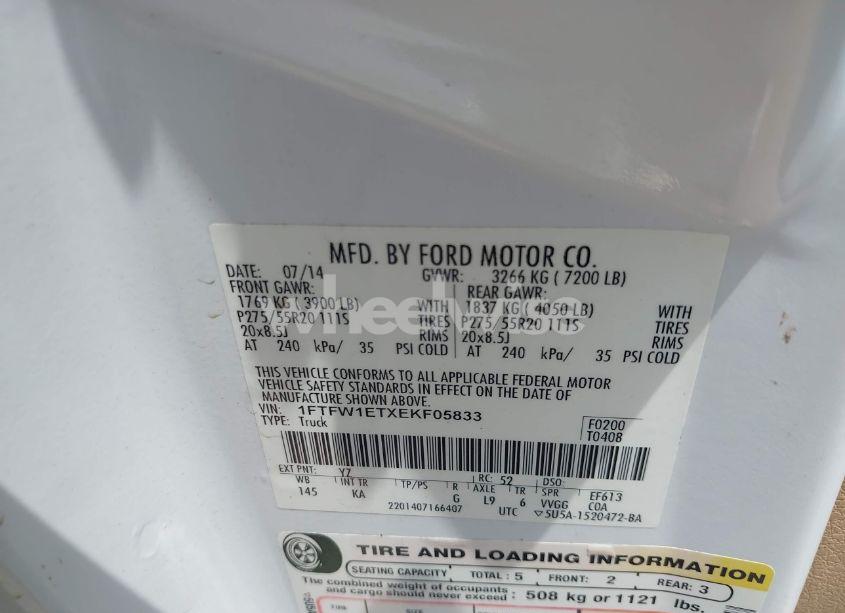 MFD. BY FORD MOTOR CO.
DATE: 07/14 GVWR: 3266 KG ( 7200 LB)
FRONT GAWR: REAR GAWR:
1769 KG ( 3900 LB) WITH 1837 KG ( 4050 LB) WITH
P275/55R20 111S TIRES P275/55R20 111S TIRES
20x8.5J RIMS 20x8.5J RIMS
AT 240 kPa/ 35 PSI COLD AT 240 kPa/ 35 PSI COLD
wheelwise
THIS VEHICLE CONFORMS TO ALL APPLICABLE FEDERAL MOTOR
VEHICLE SAFETY STANDARDS IN EFFECT ON THE DATE OF
MANUFACTURE SHOWN ABOVE.
VIN: 1FTFW1ETXEKF05833
TYPE: Truck
F0200
T0408
EXT PNT: YZ RC: 52 DSO:
WB INT TR TP/PS R AXLE TR SPR EF613
145 KA G L9 6 VVGG C0A
2201407166407 UTC ▽5U5A-1520472-BA
TIRE AND LOADING INFORMATION
SEATING CAPACITY TOTAL: 5 FRONT: 2 REAR: 3
The combined weight of occupants
and cargo should never exceed: 508 kg or 1121 lbs.
TIRE SIZE